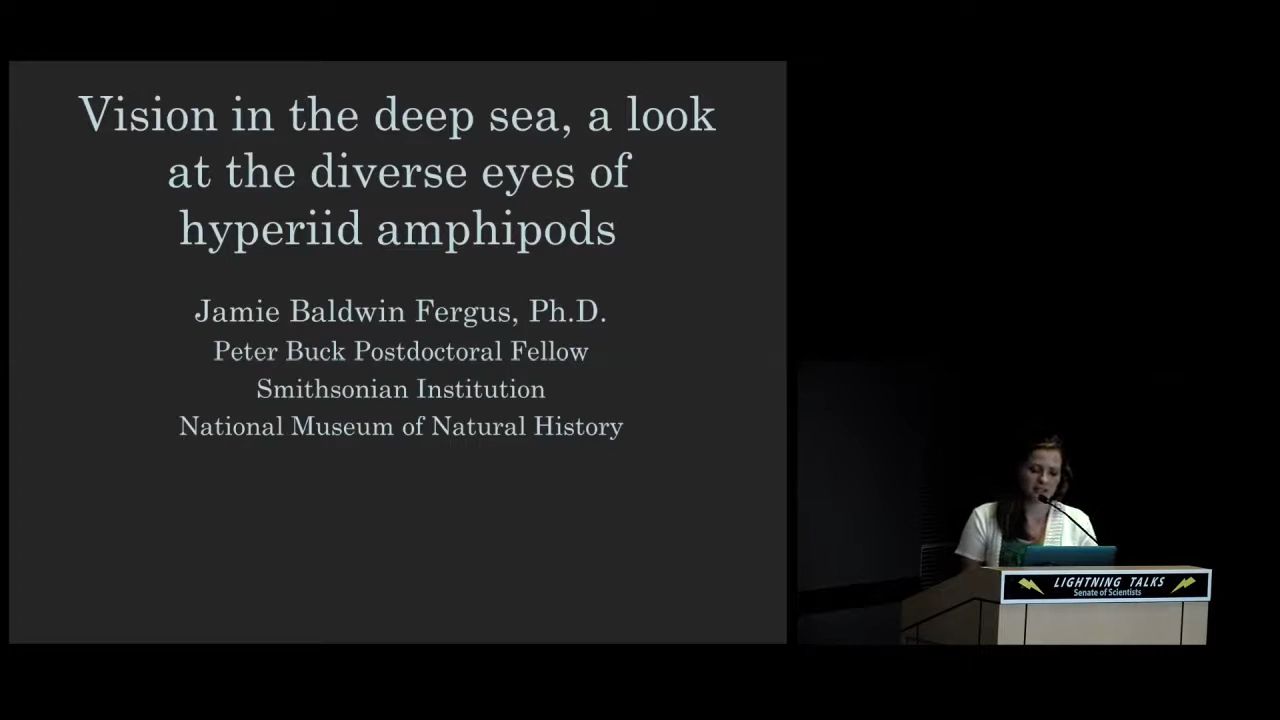 Vision in the deep sea, a look
at the diverse eyes of
hyperiid amphipods
Jamie Baldwin Fergus, Ph.D.
Peter Buck Postdoctoral Fellow
Smithsonian Institution
National Museum of Natural History
LIGHTNING TALKS
Senate of Scientists